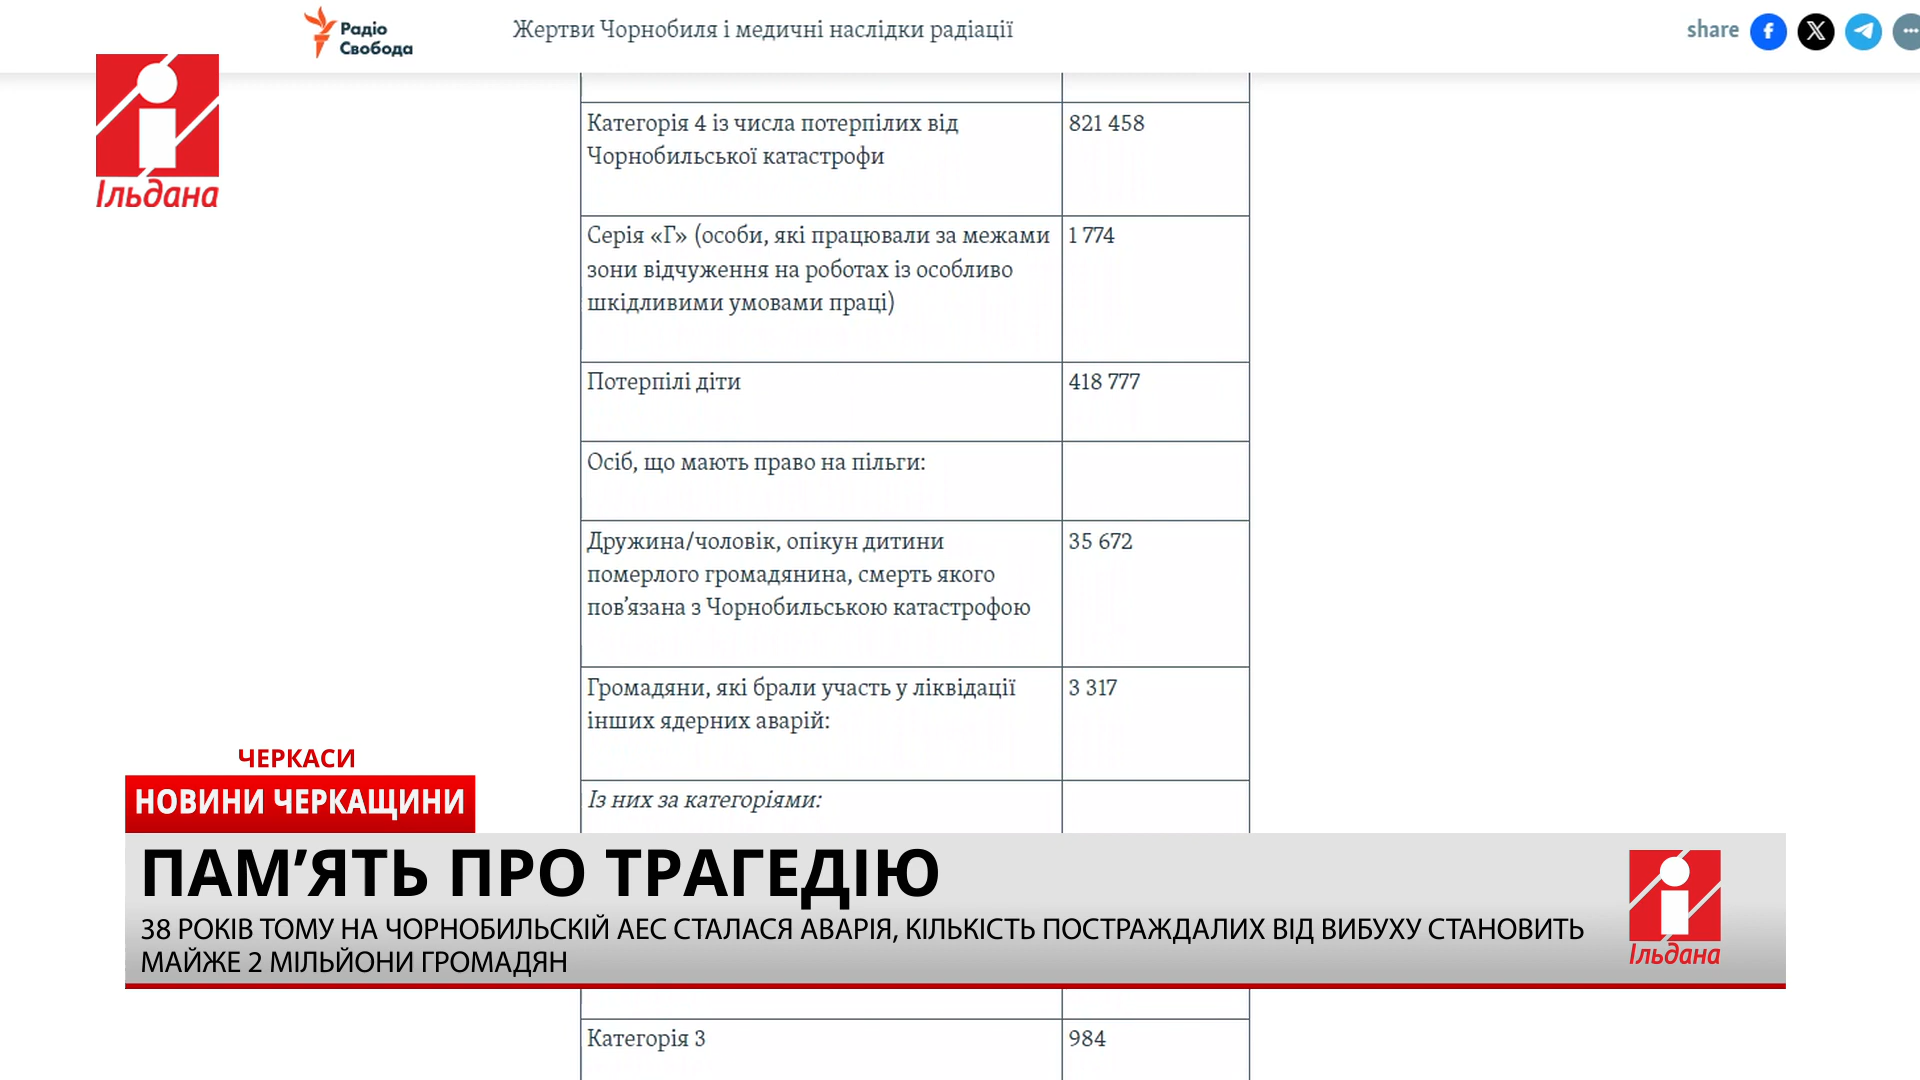 Радіо
Свобода
Жертви Чорнобиля і медичні наслідки радіації
share
Ільдана
Категорія 4 із числа потерпілих від
Чорнобильської катастрофи
821 458
Серія «Г» (особи, які працювали за межами
зони відчуження на роботах із особливо
шкідливими умовами праці)
1 774
Потерпілі діти
418 777
Осіб, що мають право на пільги:
Дружина/чоловік, опікун дитини
померлого громадянина, смерть якого
пов’язана з Чорнобильською катастрофою
35 672
Громадяни, які брали участь у ліквідації
інших ядерних аварій:
3 317
Із них за категоріями:
ЧЕРКАСИ
НОВИНИ ЧЕРКАЩИНИ
ПАМ’ЯТЬ ПРО ТРАГЕДІЮ
38 РОКІВ ТОМУ НА ЧОРНОБИЛЬСКІЙ АЕС СТАЛАСЯ АВАРІЯ, КІЛЬКІСТЬ ПОСТРАЖДАЛИХ ВІД ВИБУХУ СТАНОВИТЬ
МАЙЖЕ 2 МІЛЬЙОНИ ГРОМАДЯН
Ільдана
Категорія 3
984